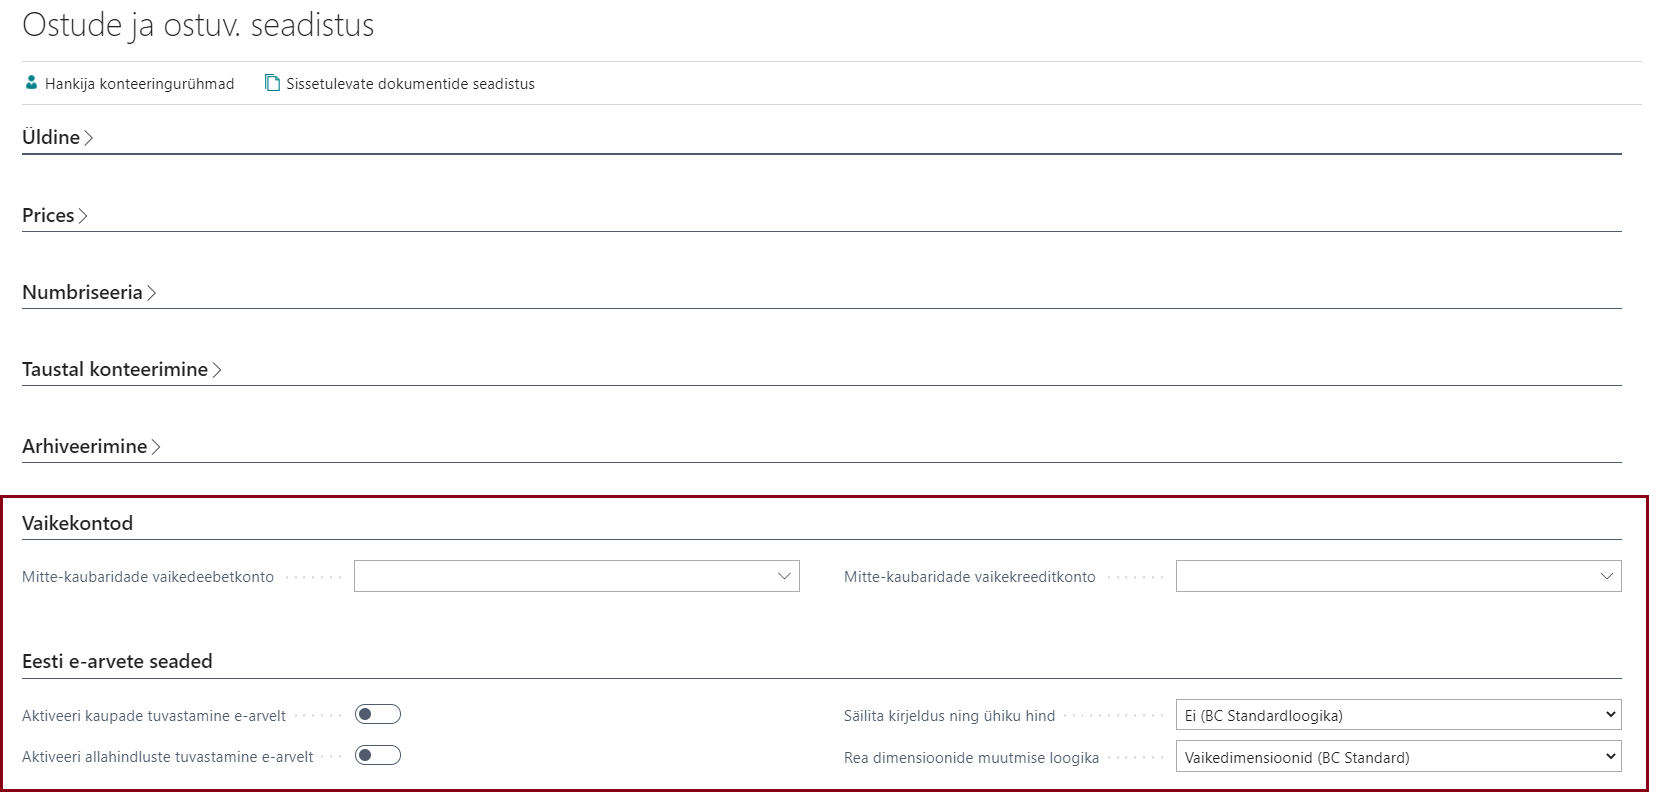 Ostude ja ostuv. seadistus
Hankija konteeringurühmad Sissetulevate dokumentide seadistus
Üldine
Prices
Numbriseeria
Taustal konteerimine
Arhiveerimine
Vaikekontod
Mitte-kaubaridade vaikedeebetkonto Mitte-kaubaridade vaikekreeditkonto
Eesti e-arvete seaded
Aktiveeri kaupade tuvastamine e-arvelt Säilita kirjeldus ning ühiku hind Ei (BC Standardloogika)
Aktiveeri allahindluste tuvastamine e-arvelt Rea dimensioonide muutmise loogika Vaikedimensioonid (BC Standard)